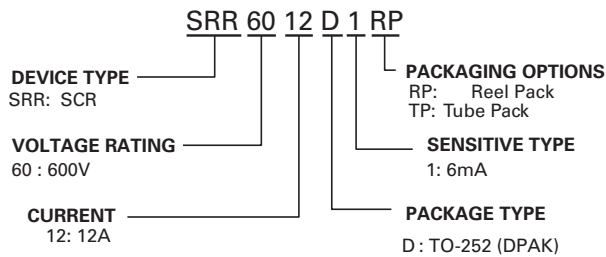 SRR 60 12 D 1 RP
DEVICE TYPE
SRR: SCR
VOLTAGE RATING
60 : 600V
CURRENT
12: 12A
PACKAGING OPTIONS
RP: Reel Pack
TP: Tube Pack
SENSITIVE TYPE
1: 6mA
PACKAGE TYPE
D : TO-252 (DPAK)